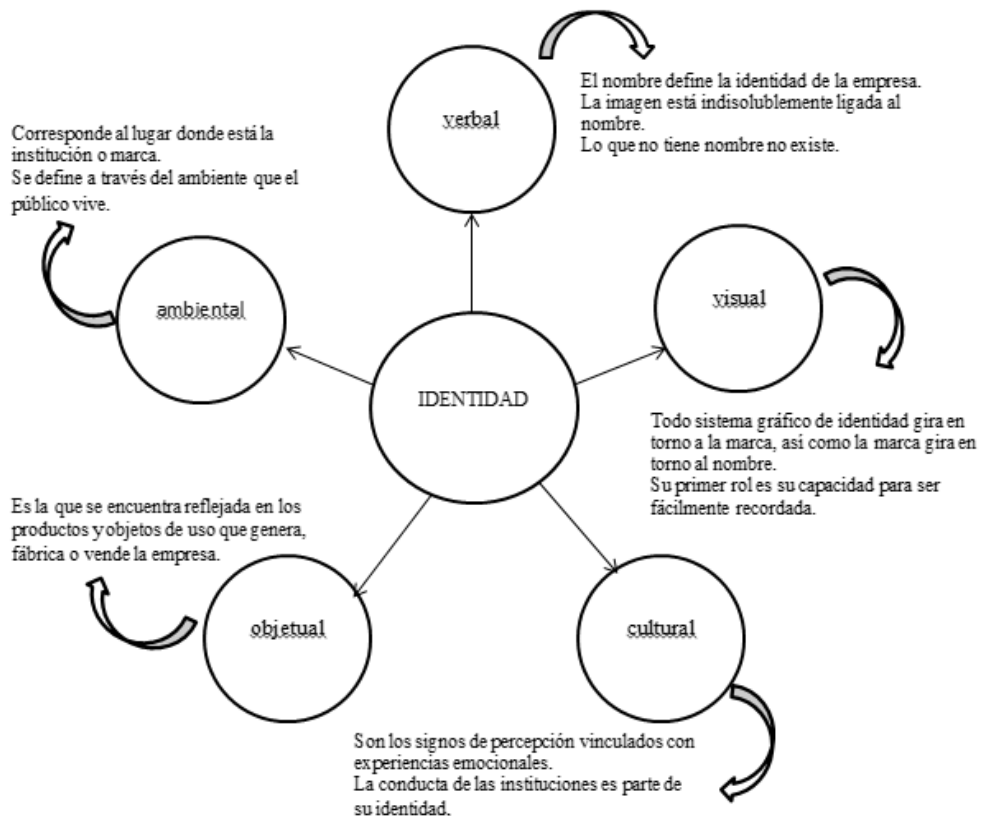 verbal
El nombre define la identidad de la empresa.
La imagen está indisolublemente ligada al
nombre.
Lo que no tiene nombre no existe.
Corresponde al lugar donde está la
institución o marca.
Se define a través del ambiente que el
público vive.
ambiental
visual
IDENTIDAD
Todo sistema gráfico de identidad gira en
torno a la marca, así como la marca gira en
torno al nombre.
Su primer rol es su capacidad para ser
fácilmente recordada.
Es la que se encuentra reflejada en los
productos y objetos de uso que genera,
fábrica o vende la empresa.
objetual
cultural
Son los signos de percepción vinculados con
experiencias emocionales.
La conducta de las instituciones es parte de
su identidad.